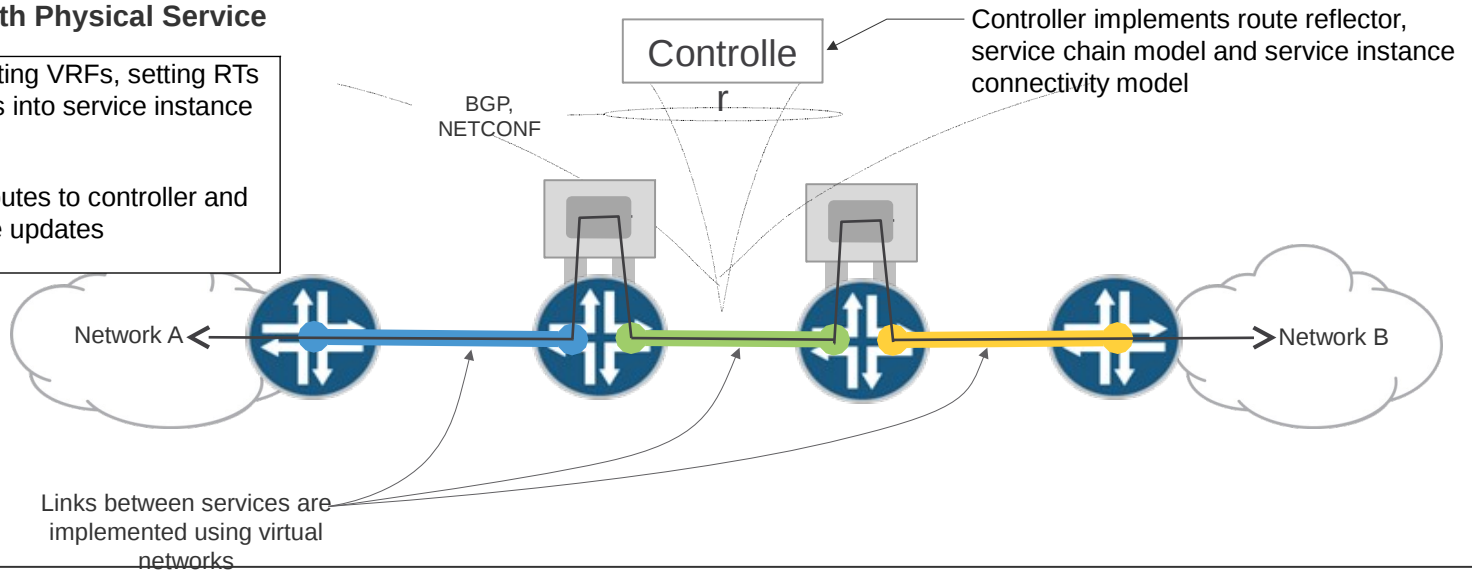 th Physical Service
ting VRFs, setting RTs
s into service instance
outes to controller and
e updates
BGP,
NETCONF
Controlle
r
Controller implements route reflector,
service chain model and service instance
connectivity model
Network A
Network B
Links between services are
implemented using virtual
networks